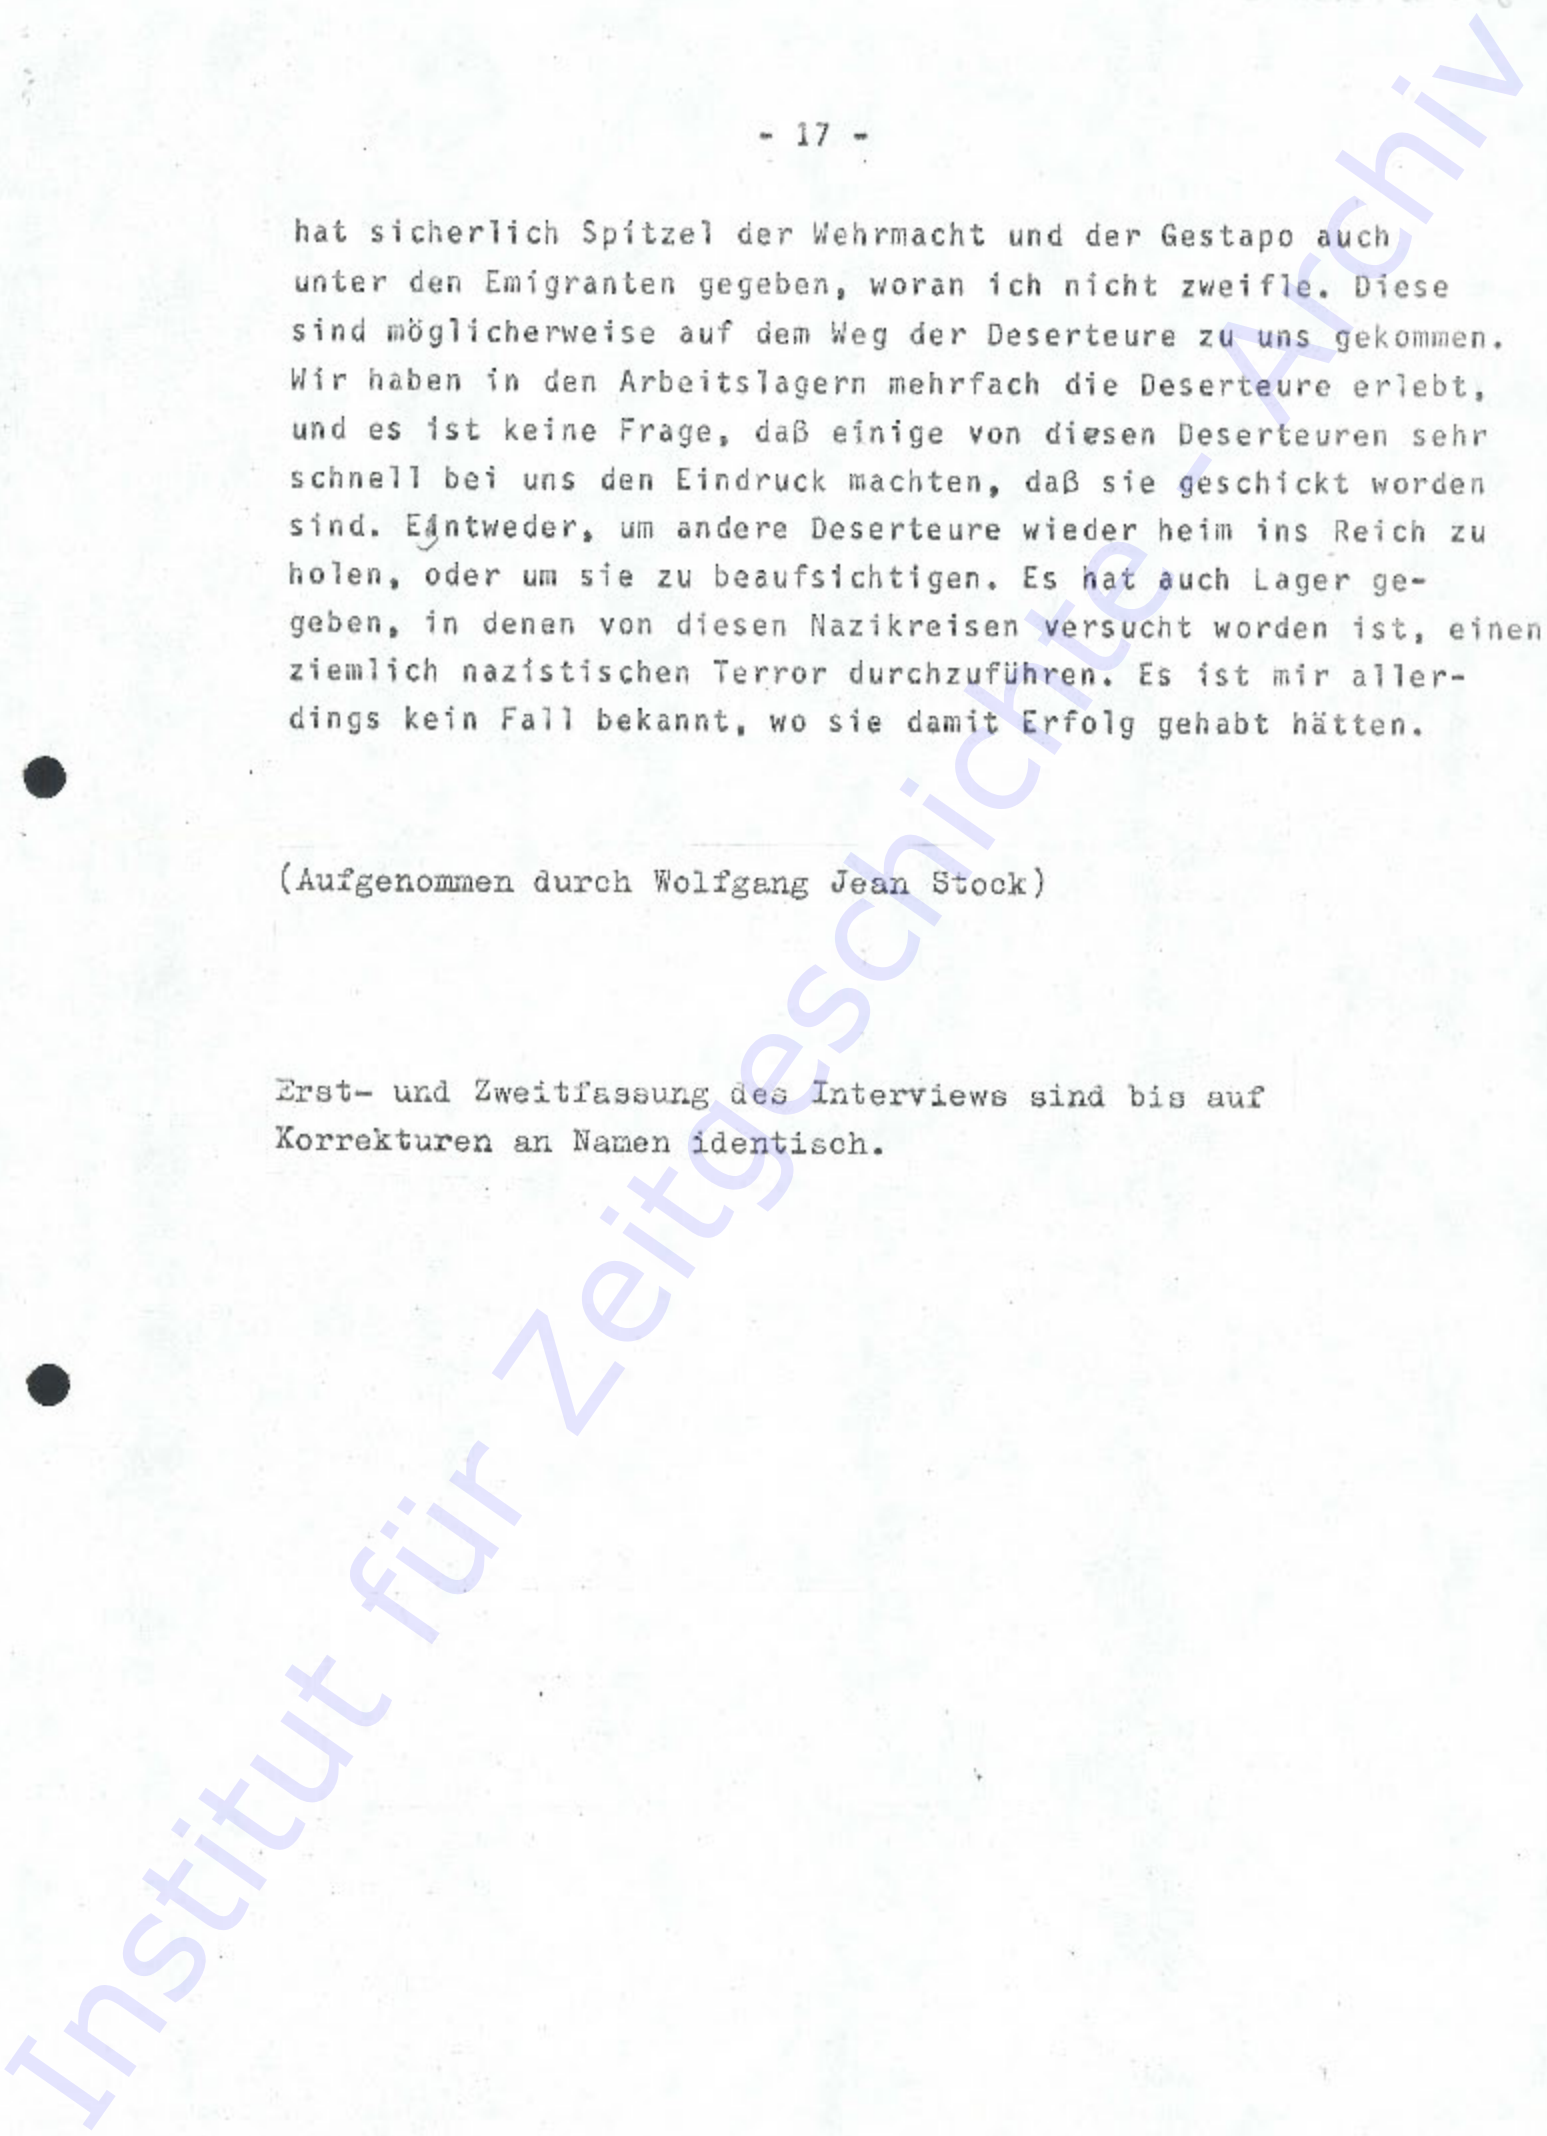 - 17 -
hat sicherlich Spitzel der Wehrmacht und der Gestapo auch
unter den Emigranten gegeben, woran ich nicht zweifle. Diese
sind möglicherweise auf dem Weg der Deserteure zu uns gekommen.
Wir haben in den Arbeitslagern mehrfach die Deserteure erlebt,
und es ist keine Frage, daß einige von diesen Deserteuren sehr
schnell bei uns den Eindruck machten, daß sie geschickt worden
sind. Entweder, um andere Deserteure wieder heim ins Reich zu
holen, oder um sie zu beaufsichtigen. Es hat auch Lager ge-
geben, in denen von diesen Nazikreisen versucht worden ist, einen
ziemlich nazistischen Terror durchzuführen. Es ist mir aller-
dings kein Fall bekannt, wo sie damit Erfolg gehabt hätten.
(Aufgenommen durch Wolfgang Jean Stock)
Erst- und Zweitfassung des Interviews sind bis auf
Korrekturen an Namen identisch.
Institut für Zeitgeschichte - Archiv